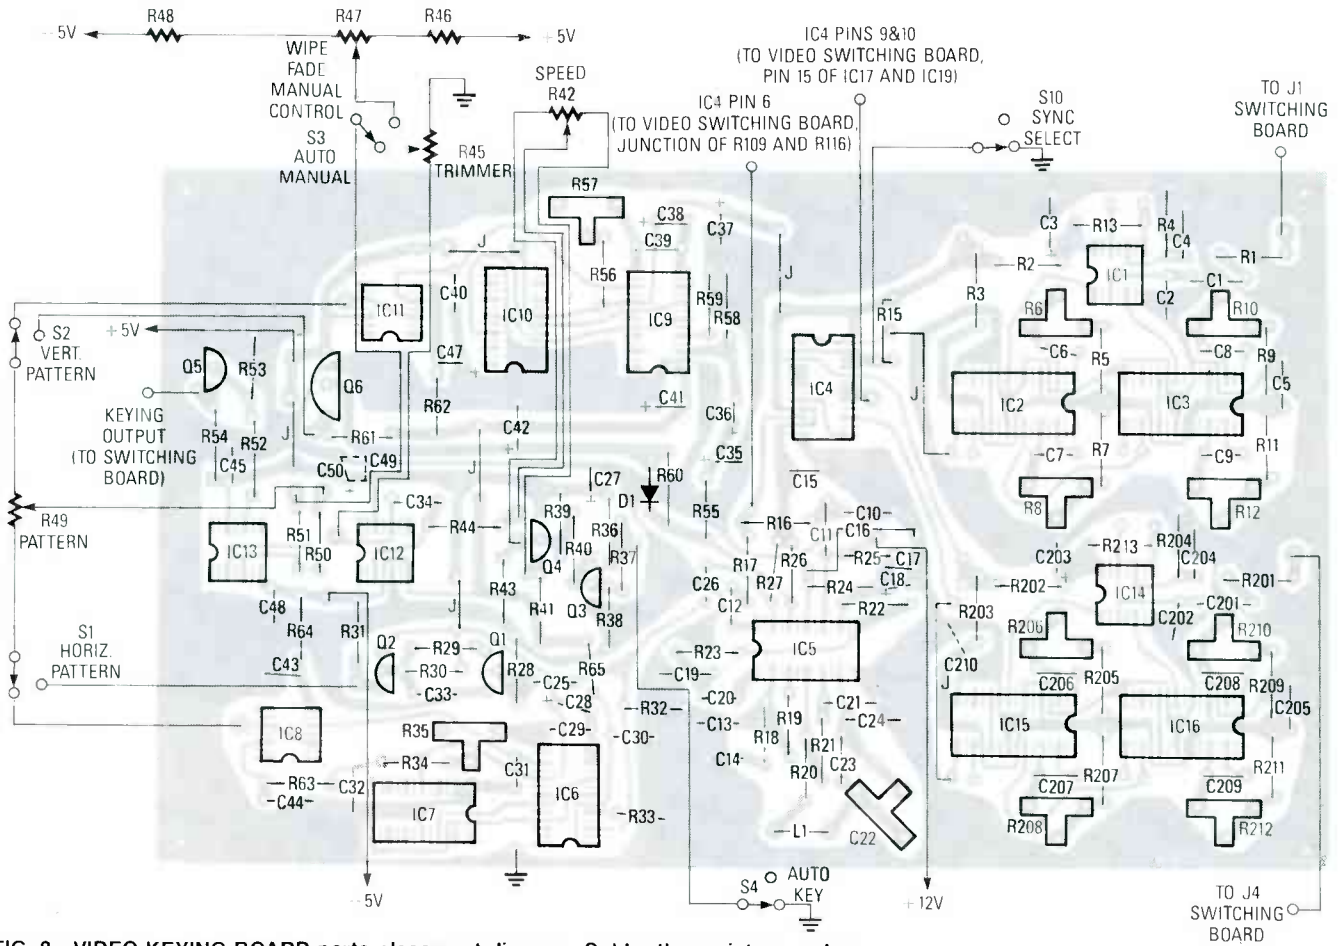 R48
R47
R46
- 5V
+ 5V
WIPE
FADE
MANUAL
CONTROL
S3
AUTO
MANUAL
R45
TRIMMER
SPEED
R42
IC4 PINS 9&10
(TO VIDEO SWITCHING BOARD,
PIN 15 OF IC17 AND IC19)
IC4 PIN 6
(TO VIDEO SWITCHING BOARD,
JUNCTION OF R109 AND R116)
S10
SYNC
SELECT
TO J1
SWITCHING
BOARD
R57
C38
C39
C37
J
R56
R59
R58
J
C40
IC11
IC10
IC9
C47
R62
C41
C36
C35
C42
R15
IC4
J
C15
C3
R13
R4
C4
R1
R2
IC1
R3
C2
C1
R6
R10
C6
R5
C8
R9
C5
IC2
IC3
C7
R7
C9
R11
R8
R12
S2
VERT.
PATTERN
+ 5V
Q5
R53
Q6
KEYING
OUTPUT
(TO SWITCHING
BOARD)
R54
C45
R52
J
R61
C50
C49
J
C34
R49
PATTERN
IC13
R51
R50
IC12
R44
C27
D1
R60
R39
R40
R36
R37
Q4
Q3
R43
R41
R38
R55
R16
C10
C11
C16
R17
R26
R25
C17
C18
R27
R24
R22
C26
C12
C203
R213
R204
C204
R202
IC14
R201
R203
C202
C201
R206
R210
C48
R64
R31
J
C43
S1
HORIZ.
PATTERN
Q2
R29
R30
C33
Q1
R28
R65
C25
C28
R32
R23
IC5
C19
C20
C21
C13
R18
R19
R21
C24
C14
R20
C23
C210
J
C206
R205
C208
R209
C205
IC15
IC16
R207
R211
C207
C209
R208
R212
IC8
R35
C29
C30
R63
C44
C32
R34
C31
IC7
IC6
R33
L1
C22
- 5V
S4
AUTO
KEY
+ 12V
TO J4
SWITCHING
BOARD